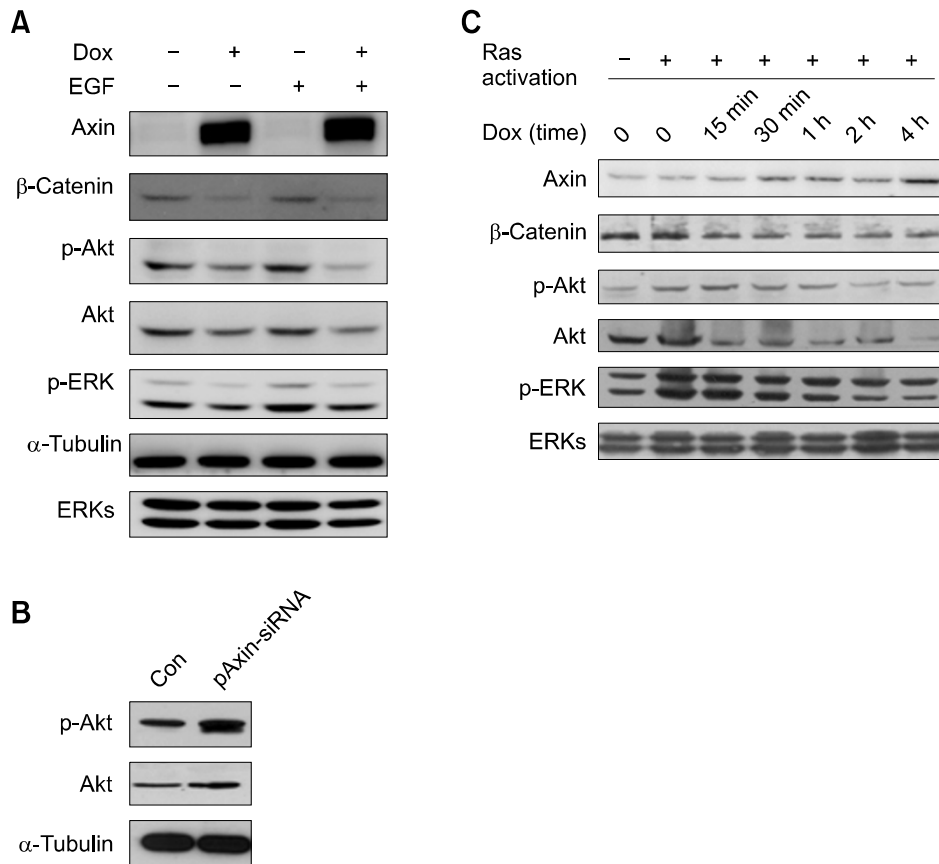 A
Dox – + – +
EGF – – + +
Axin
β-Catenin
p-Akt
Akt
p-ERK
α-Tubulin
ERKs
B
Con pAxin-siRNA
p-Akt
Akt
α-Tubulin
C
Ras
activation – + + + + + +
Dox (time) 0 0 15 min 30 min 1 h 2 h 4 h
Axin
β-Catenin
p-Akt
Akt
p-ERK
ERKs